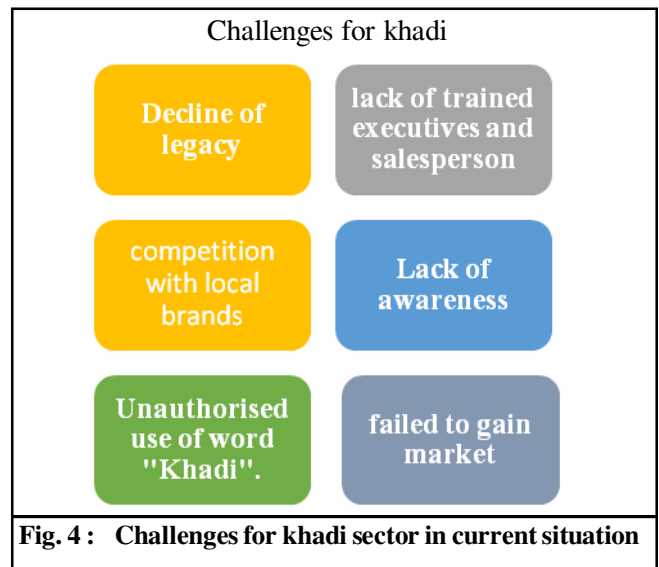 Challenges for khadi
Decline of
legacy
lack of trained
executives and
salesperson
competition
with local
brands
Lack of
awareness
Unauthorised
use of word
"Khadi".
failed to gain
market
Fig. 4 : Challenges for khadi sector in current situation